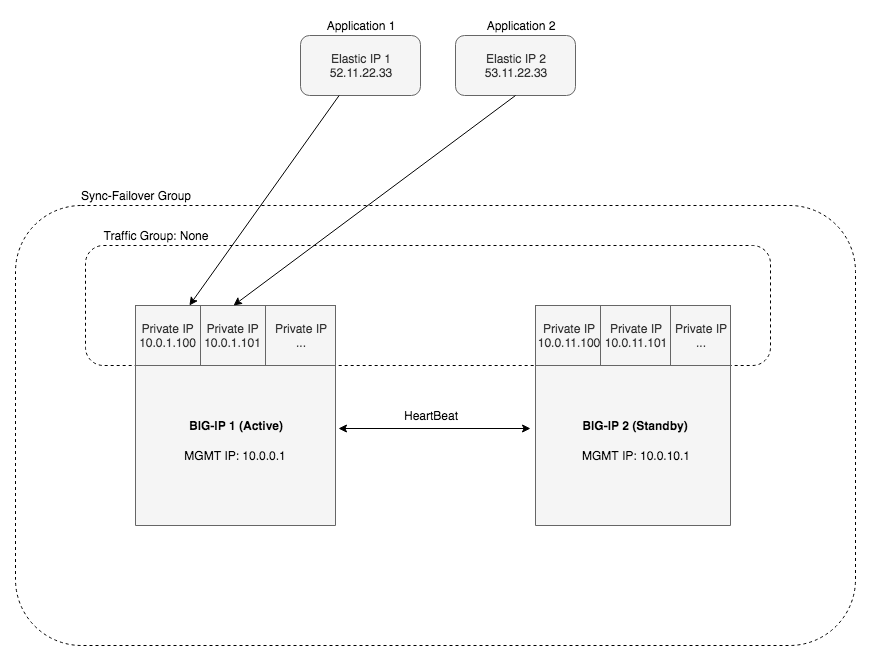 Application 1
Application 2
Elastic IP 1
52.11.22.33
Elastic IP 2
53.11.22.33
Sync-Failover Group
Traffic Group: None
Private IP
10.0.1.100
Private IP
10.0.1.101
Private IP
...
Private IP
10.0.11.100
Private IP
10.0.11.101
Private IP
...
BIG-IP 1 (Active)
MGMT IP: 10.0.0.1
HeartBeat
BIG-IP 2 (Standby)
MGMT IP: 10.0.10.1